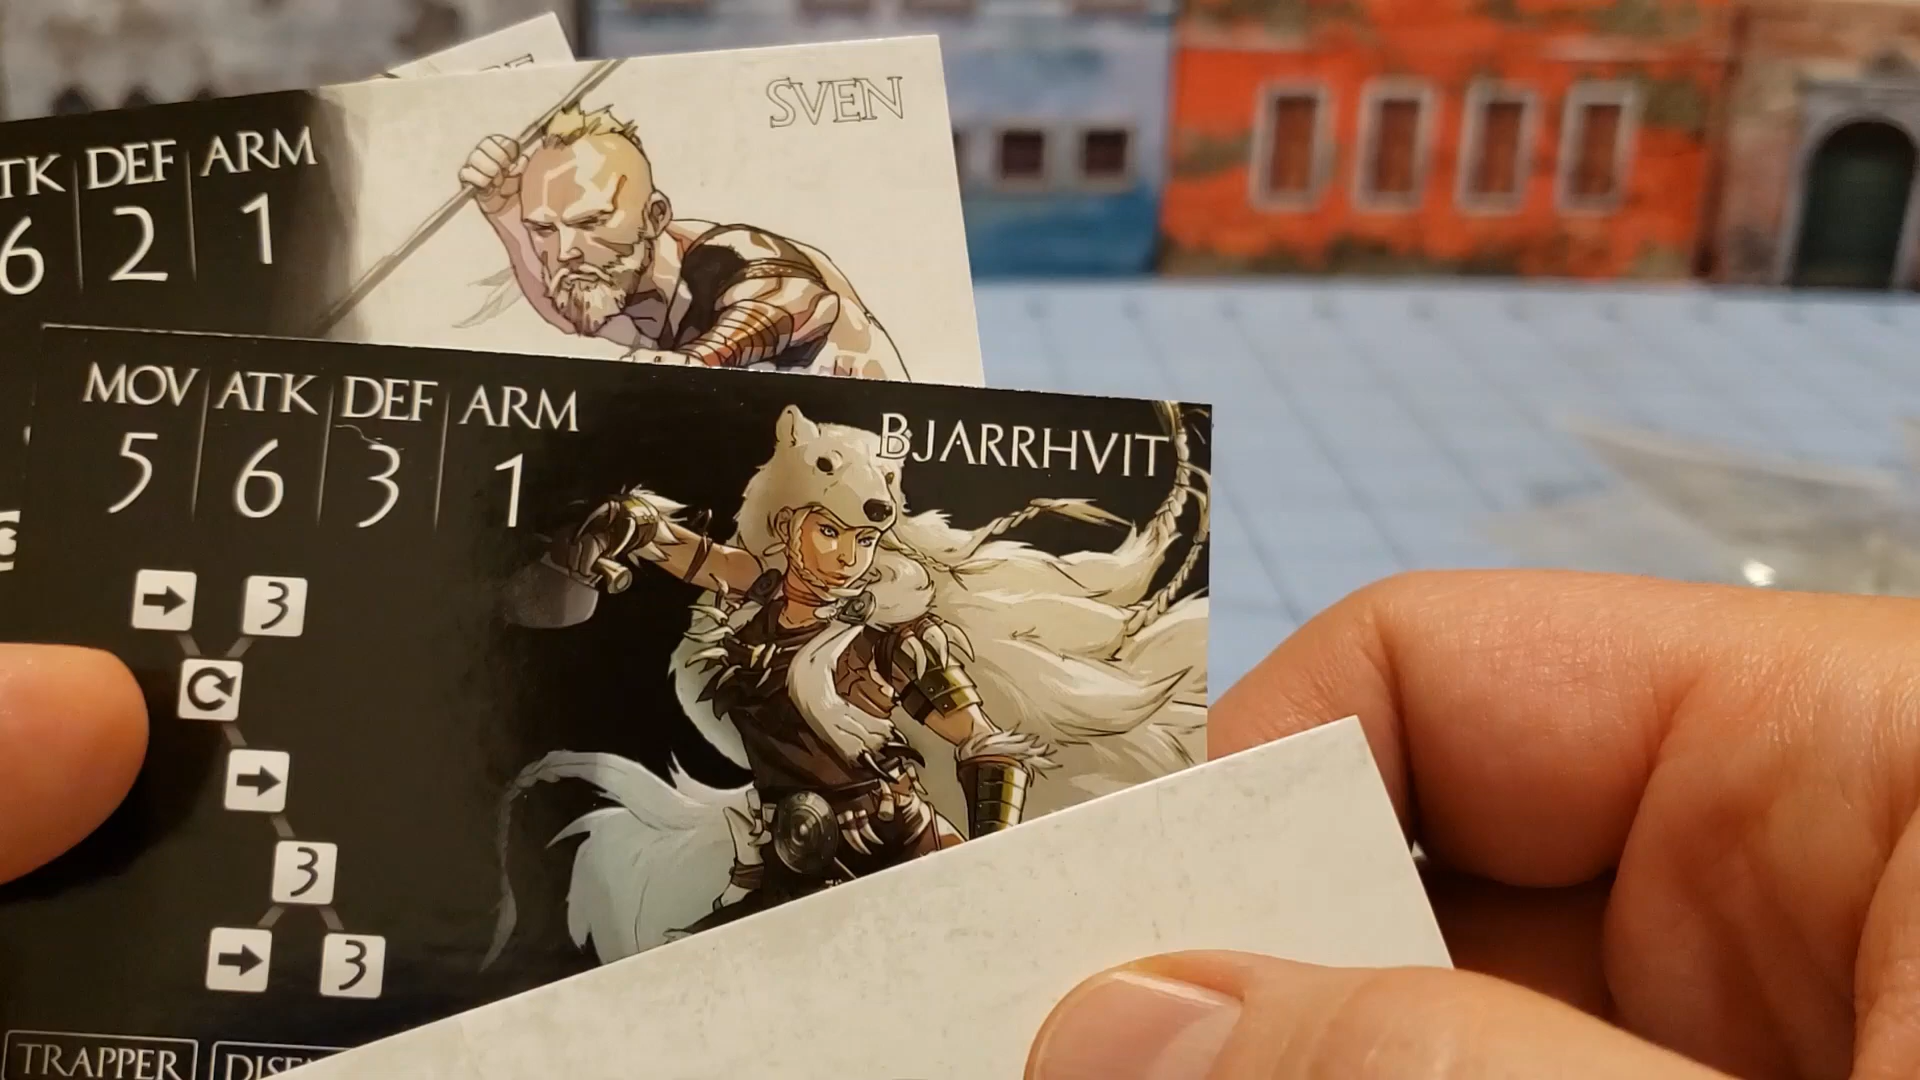 SVEN
TK DEF ARM
6 2 1
MOV ATK DEF ARM
5 6 3 1
BJARRHVIT
3
3
3
TRAPPER